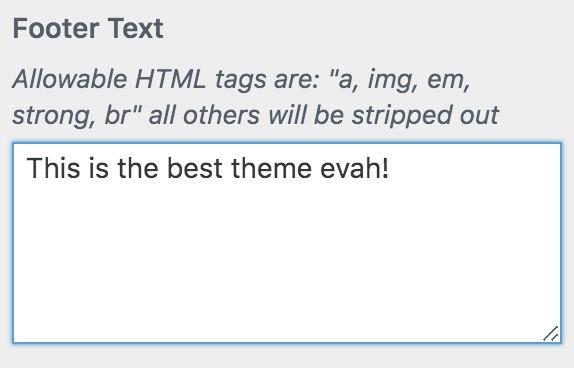 Footer Text
Allowable HTML tags are: "a, img, em,
strong, br" all others will be stripped out
This is the best theme evah!